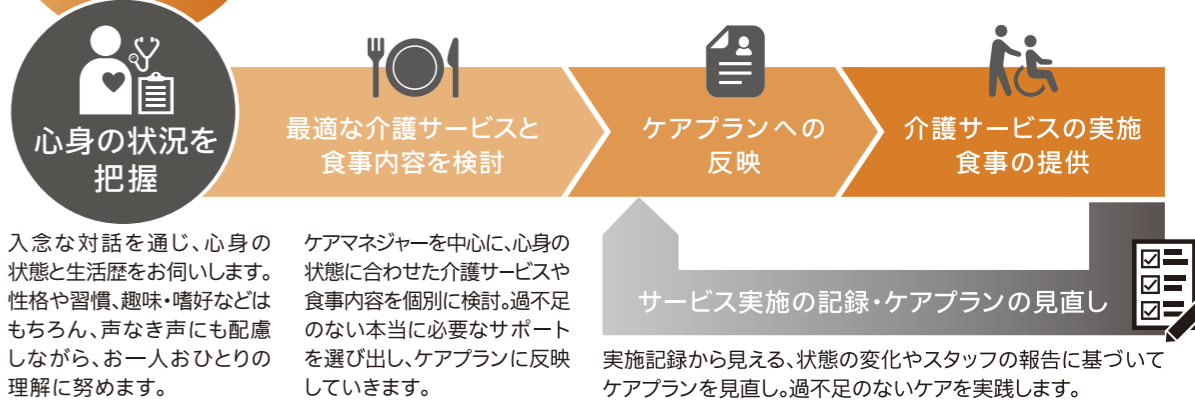 心身の状況を
把握
最適な介護サービスと
食事内容を検討
ケアプランへの
反映
介護サービスの実施
食事の提供
入念な対話を通じ、心身の
状態と生活歴をお伺いします。
性格や習慣、趣味・嗜好などは
もちろん、声なき声にも配慮
しながら、お一人おひとりの
理解に努めます。
ケアマネジャーを中心に、心身の
状態に合わせた介護サービスや
食事内容を個別に検討。過不足
のない本当に必要なサポート
を選び出し、ケアプランに反映
していきます。
サービス実施の記録・ケアプランの見直し
実施記録から見える、状態の変化やスタッフの報告に基づいて
ケアプランを見直し。過不足のないケアを実践します。